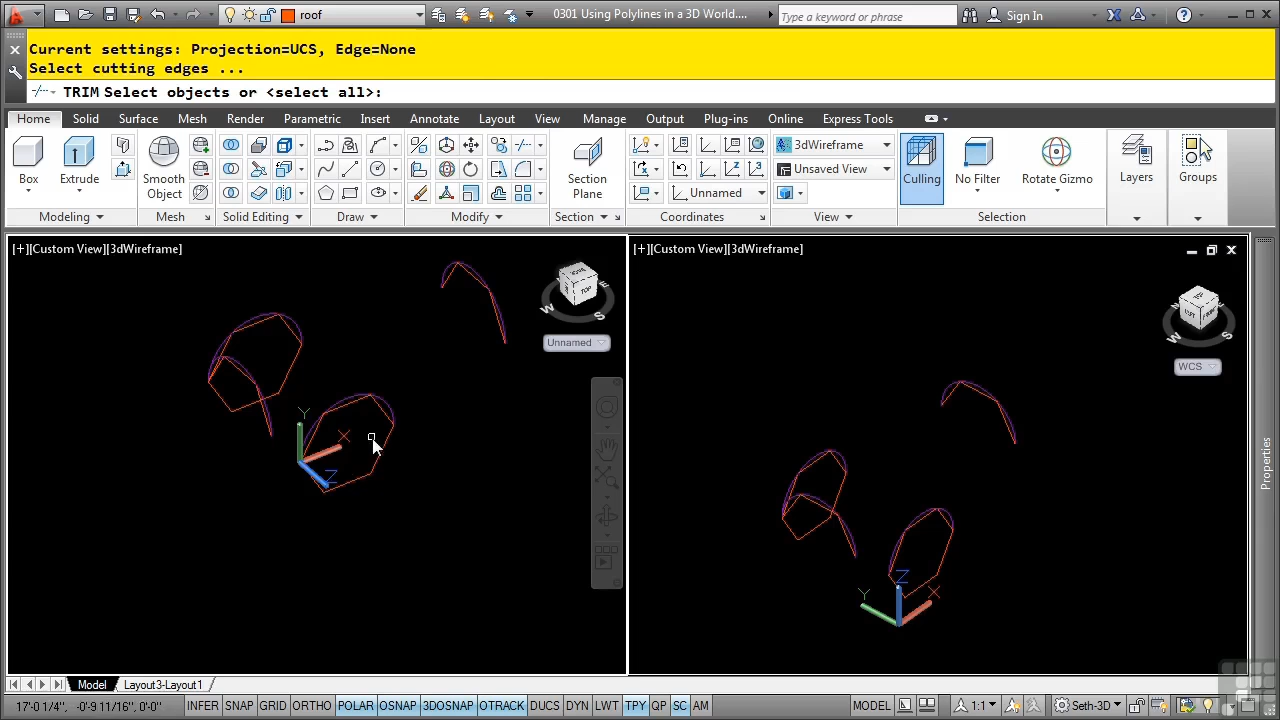 roof
0301 Using Polylines in a 3D World....
Type a keyword or phrase
Sign In
Current settings: Projection=UCS, Edge=None
Select cutting edges ...
TRIM Select objects or <select all>:
Home Solid Surface Mesh Render Parametric Insert Annotate Layout View Manage Output Plug-ins Online Express Tools
Box
Extrude
Smooth Object
Section Plane
3dWireframe
Unsaved View
Unnamed
Culling
No Filter
Rotate Gizmo
Layers
Groups
Modeling Mesh Solid Editing Draw Modify Section Coordinates View Selection
[+][Custom View][3dWireframe]
[+][Custom View][3dWireframe]
TOP
W
S
E
Unnamed
W
S
WCS
Y
X
Z
Z
Y
X
Properties
Model Layout3-Layout1
17'-0 1/4", -0'-9 11/16", 0'-0" INFER SNAP GRID ORTHO POLAR OSNAP 3DOSNAP OTRACK DUCS DYN LWT TPY QP SC AM MODEL 1:1 Seth-3D